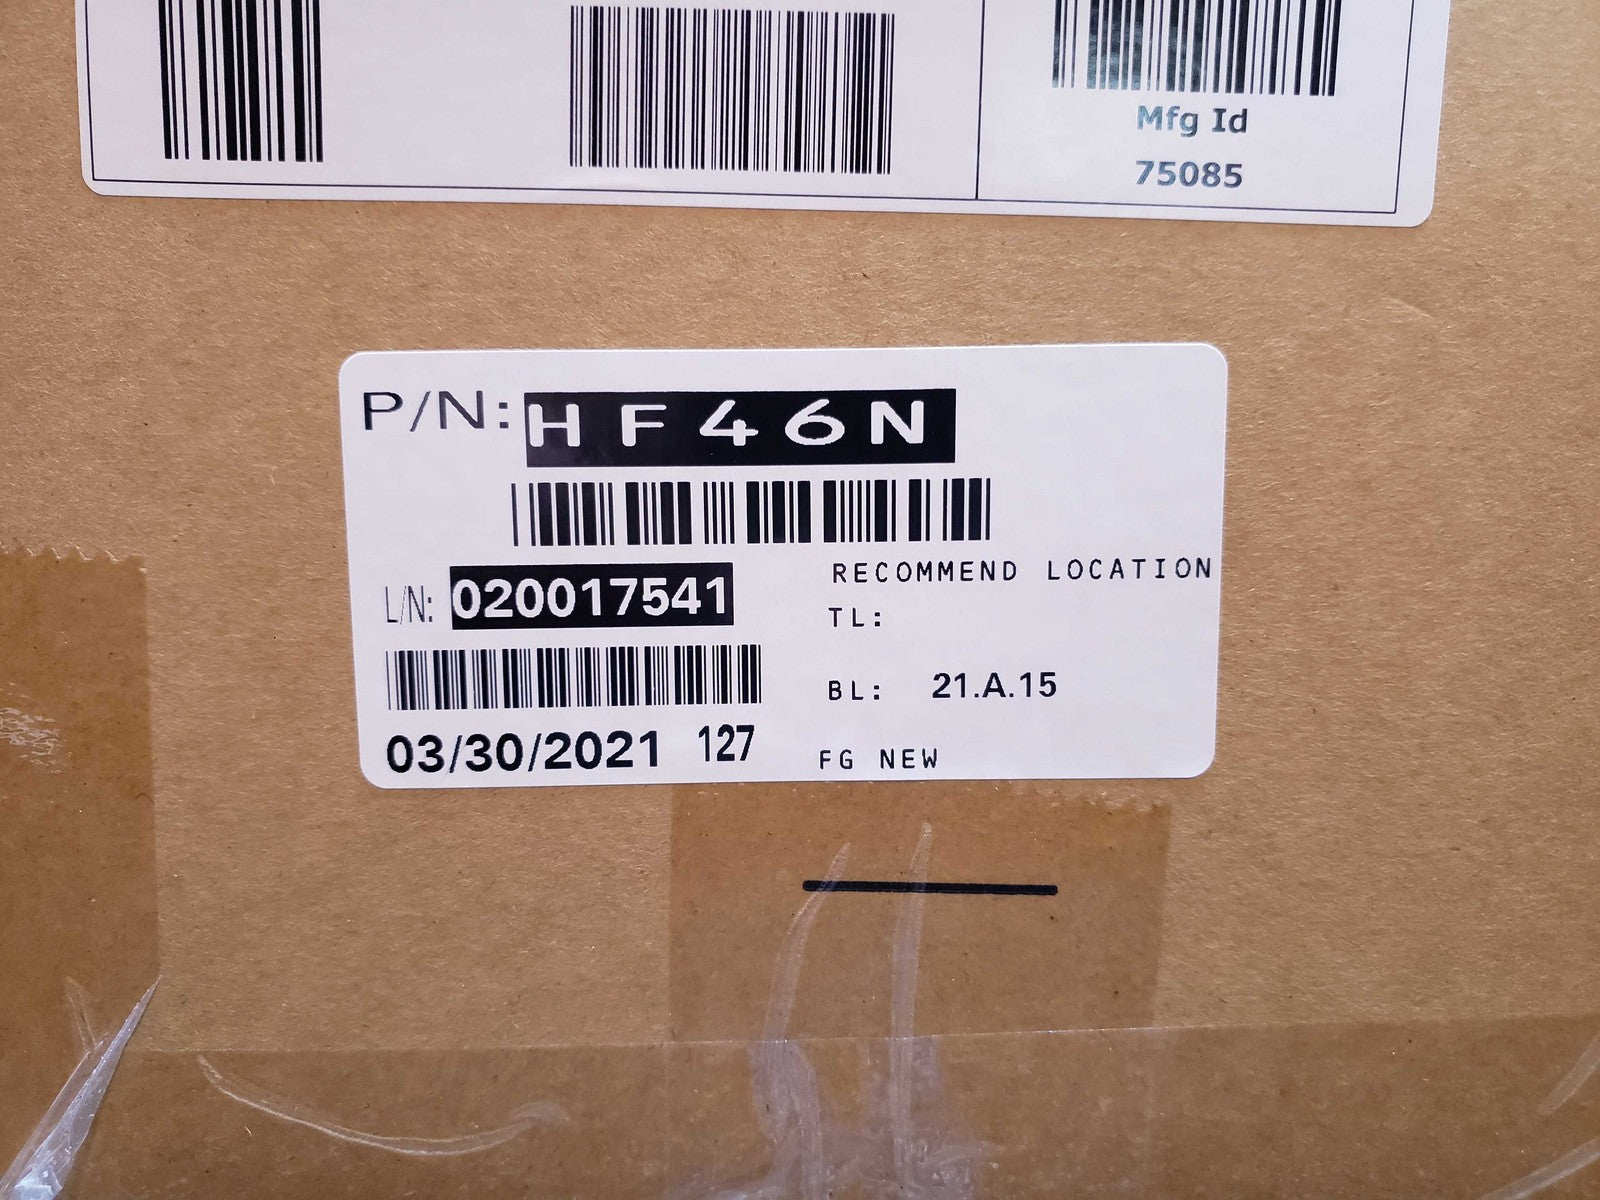 Mfg Id
75085
P/N: HF46N
L/N: 020017541
RECOMMEND LOCATION
TL:
BL: 21.A.15
03/30/2021 127
FG NEW